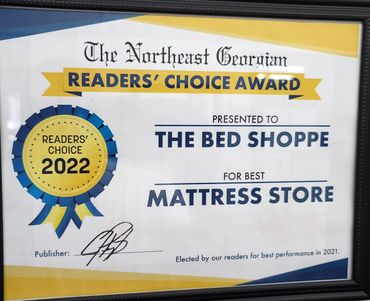 The Northeast Georgian
READERS' CHOICE AWARD
PRESENTED TO
THE BED SHOPPE
READERS'
CHOICE
2022
FOR BEST
MATTRESS STORE
Publisher:
Elected by our readers for best performance in 2021.